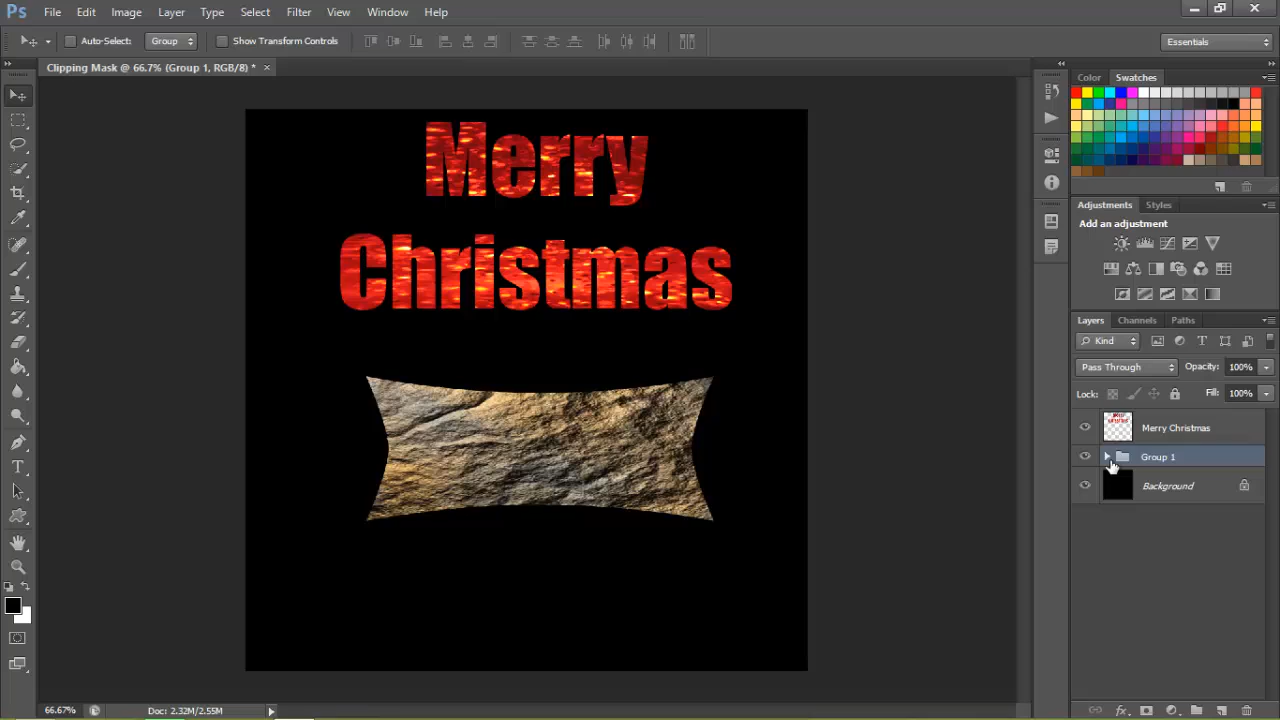 Ps File Edit Image Layer Type Select Filter View Window Help
Auto-Select: Group Show Transform Controls Essentials
Clipping Mask @ 66.7% (Group 1, RGB/8) * ×
Color Swatches
Merry
Christmas
Adjustments Styles
Add an adjustment
Layers Channels Paths
Kind
Pass Through Opacity: 100%
Lock: Fill: 100%
Merry Christmas
Group 1
Background
66.67% Doc: 2.32M/2.55M